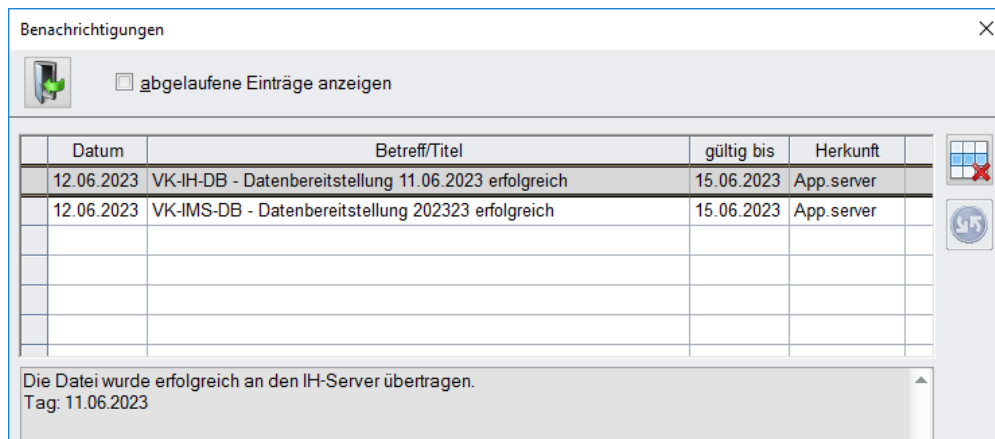 Benachrichtigungen
abgelaufene Einträge anzeigen
Datum Betreff/Titel gültig bis Herkunft
12.06.2023 VK-IH-DB - Datenbereitstellung 11.06.2023 erfolgreich 15.06.2023 App.server
12.06.2023 VK-IMS-DB - Datenbereitstellung 202323 erfolgreich 15.06.2023 App.server
Die Datei wurde erfolgreich an den IH-Server übertragen.
Tag: 11.06.2023